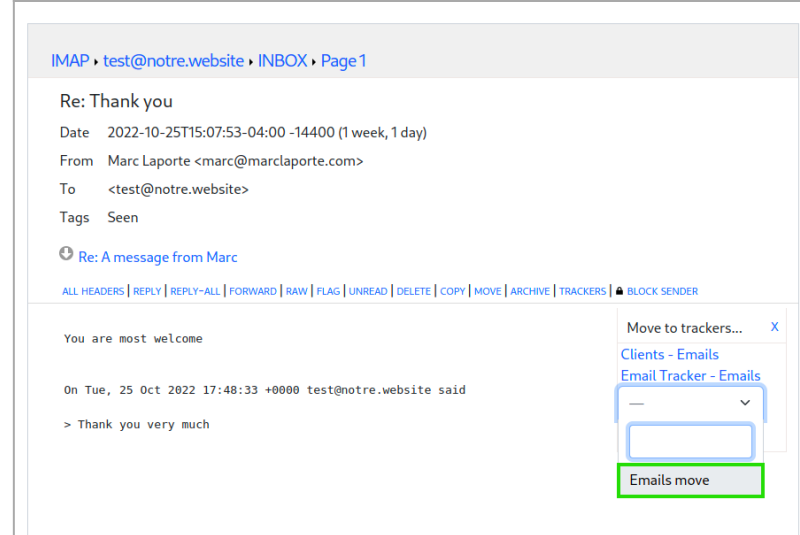 IMAP › test@notre.website › INBOX › Page 1
Re: Thank you
Date 2022-10-25T15:07:53-04:00 -14400 (1 week, 1 day)
From Marc Laporte <marc@marclaporte.com>
To <test@notre.website>
Tags Seen
Re: A message from Marc
ALL HEADERS | REPLY | REPLY-ALL | FORWARD | RAW | FLAG | UNREAD | DELETE | COPY | MOVE | ARCHIVE | TRACKERS | BLOCK SENDER
You are most welcome
On Tue, 25 Oct 2022 17:48:33 +0000 test@notre.website said
> Thank you very much
Move to trackers... X
Clients - Emails
Email Tracker - Emails
—
Emails move